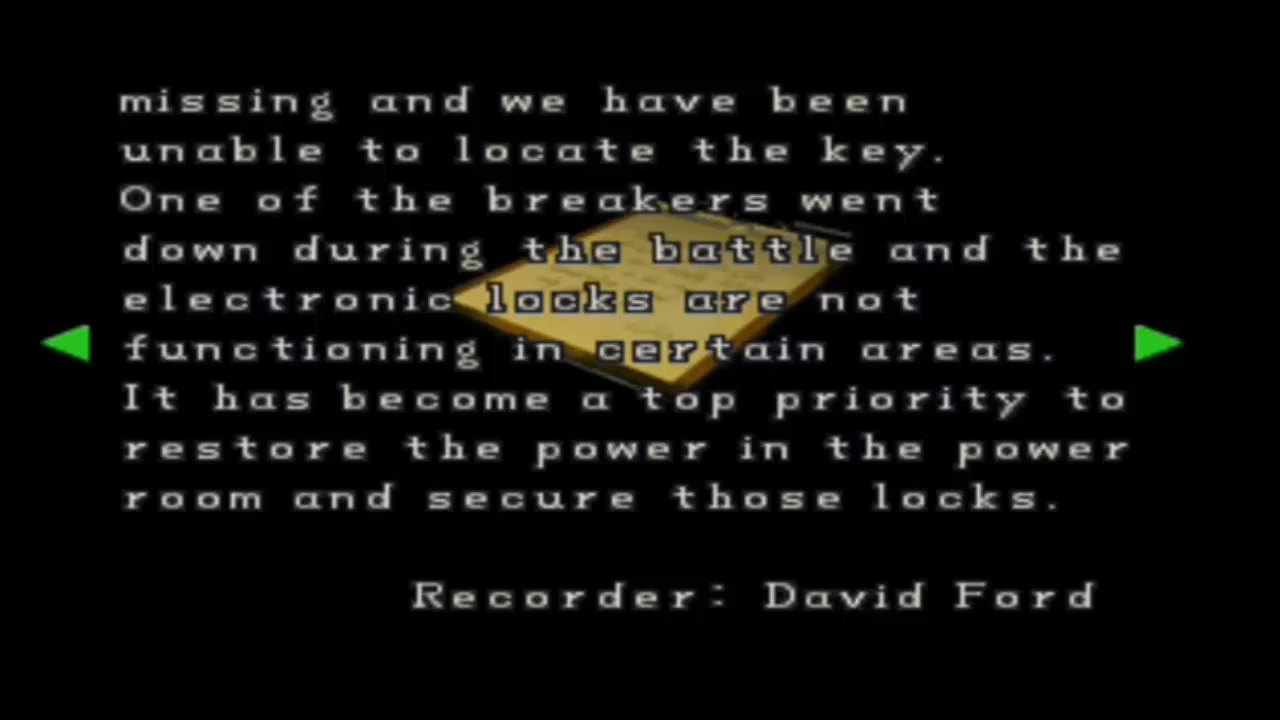 missing and we have been
unable to locate the key.
One of the breakers went
down during the battle and the
electronic locks are not
functioning in certain areas.
It has become a top priority to
restore the power in the power
room and secure those locks.
Recorder: David Ford